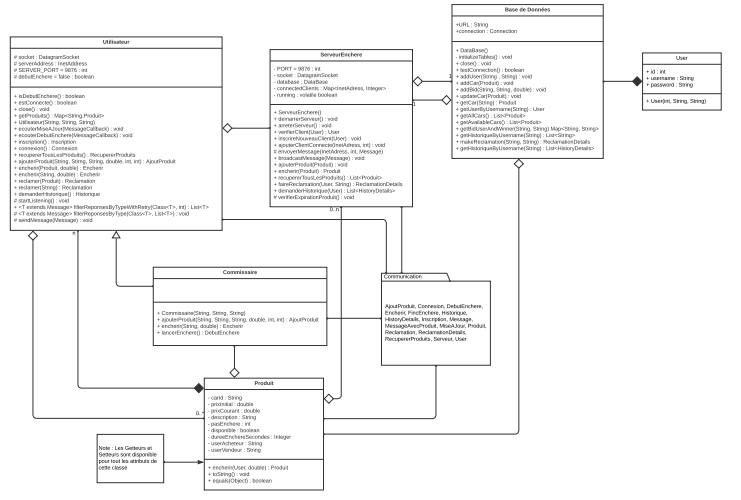 Utilisateur
# socket : DatagramSocket
# serverAddress : InetAddress
# SERVER_PORT = 9876 : int
# debutEnchere = false : boolean
+ isDebutEnchere() : boolean
+ estConnecte() : boolean
+ close() : void
+ getProduits() : Map<String,Produit>
+ Utilisateur(String, String, String)
+ ecouterMiseAJour(MessageCallback) : void
+ ecouterDebutEnchere(MessageCallback) : void
+ inscription() : Inscription
+ connexion() : Connexion
+ recupererTousLesProduits() : RecupererProduits
+ ajouterProduit(String, String, String, double, int, int) : AjoutProduit
+ encherir(Produit, double) : Encherir
+ encherir(String, double) : Encherir
+ reclamer(Produit) : Reclamation
+ reclamer(String) : Reclamation
+ demanderHistorique() : Historique
# startListening() : void
+ <T extends Message> filterReponsesByTypeWithRetry(Class<T>, int) : List<T>
# <T extends Message> filterReponsesByType(Class<T>, List<T>) : void
# sendMessage(Message) : void
ServeurEnchere
- PORT = 9876 : int
- socket : DatagramSocket
- database : DataBase
- connectedClients : Map<InetAdress, Integer>
- running : volatile boolean
+ ServeurEnchere()
+ demarrerServeur() : void
+ arreterServeur() : void
+ verifierClient(User) : User
+ inscrireNouveauClient(User) : void
+ ajouterClientConnecte(InetAdress, int) : void
# envoyerMessage(InetAdress, int, Message)
+ broadcastMessage(Message) : void
+ ajouterProduit(Produit) : void
+ encherir(Produit) : Produit
+ recupererTousLesProduits() : List<Produit>
+ faireReclamation(User, String) : ReclamationDetails
+ demanderHistorique(User) : List<HistoryDetails>
# verifierExpirationProduit() : void
Base de Données
+URL : String
+connection : Connection
+ DataBase()
- initializeTables() : void
+ close() : void
+ testConnection() : boolean
+ addUser(String , String) : void
+ addCar(Produit) : void
+ addBid(String, String, double) : void
+ updateCar(Produit) : void
+ getCar(String) : Produit
+ getUserByUsername(String) : User
+ getAllCars() : List<Produit>
+ getAvailableCars() : List<Produit>
+ getBidUserAndWinner(String, String) Map<String, String>
+ getHistoriqueByUsername(String) : List<String>
+ makeReclamation(String, String) : ReclamationDetails
+ getHistoriqueByUsername(String) : List<HistoryDetails>
User
+ id : int
+ username : String
+ password : String
+ User(int, String, String)
1
1
n
0..n
0..
Commissaire
+ Commissaire(String, String, String)
+ ajouterProduit(String, String, String, double, int, int) : AjoutProduit
+ encherir(String, double) : Encherir
+ lancerEnchere() : DebutEnchere
Communication
AjoutProduit, Connexion, DebutEnchere,
Encherir, FincEnchere, Historique,
HistoryDetails, Inscription, Message,
MessageAvecProduit, MiseAJour, Produit,
Reclamation, ReclamationDetails,
RecupererProduits, Serveur, User
Produit
- carId : String
- prixInitial : double
- prixCourant : double
- description : String
- pasEnchere : int
- disponible : boolean
- dureeEnchereSecondes : Integer
- userAcheteur : String
- userVendeur : String
+ encherir(User, double) : Produit
+ toString() : void
+ equals(Object) : boolean
Note : Les Getteurs et
Setteurs sont disponible
pour tout les attributs de
cette classe